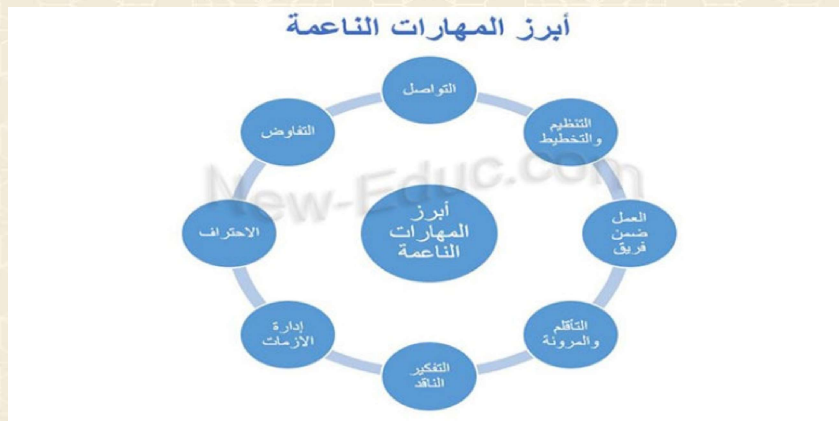 أبرز المهارات الناعمة
التواصل
التنظيم
والتخطيط
العمل
ضمن
فريق
التأقلم
والمرونة
التفكير
الناقد
إدارة
الازمات
الاحتراف
التفاوض
أبرز
المهارات
الناعمة
New-Educ.com